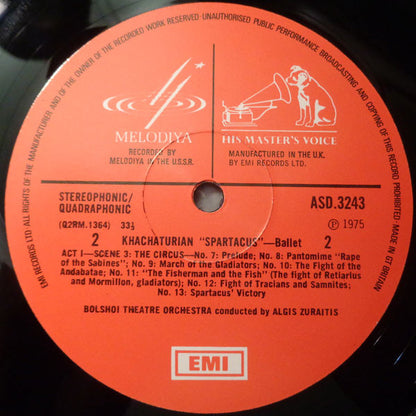 ALL RIGHTS OF THE MANUFACTURER AND OF THE OWNER OF THE RECORDED WORK RESERVED. UNAUTHORISED PUBLIC PERFORMANCE BROADCASTING AND COPYING OF THIS RECORD PROHIBITED. MADE IN GT BRITAIN
EMI RECORDS LTD.
MELODIYA
HIS MASTER'S VOICE
RECORDED BY
MELODIYA IN THE U.S.S.R.
MANUFACTURED IN THE U.K.
BY EMI RECORDS LTD.
STEREOPHONIC/
QUADRAPHONIC
ASD.3243
(Q2RM.1364) 33⅓
℗ 1975
2 KHACHATURIAN "SPARTACUS"—Ballet 2
ACT I—SCENE 3: THE CIRCUS—No. 7: Prelude; No. 8: Pantomime "Rape
of the Sabines"; No. 9: March of the Gladiators; No. 10: The Fight of the
Andabatae; No. 11: "The Fisherman and the Fish" (The fight of Retiarius
and Mormillon, gladiators); No. 12: Fight of Tracians and Samnites;
No. 13: Spartacus' Victory
BOLSHOI THEATRE ORCHESTRA conducted by ALGIS ZURAITIS
EMI